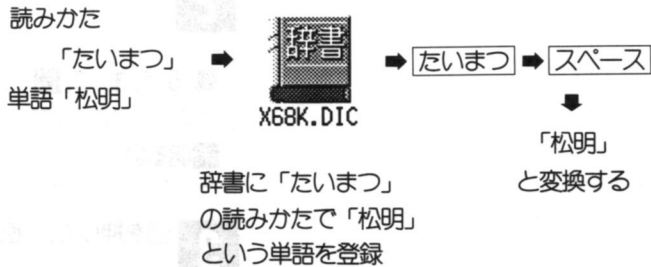 読みかた
「たいまつ」
単語「松明」
辞書
X68K.DIC
たいまつ
スペース
「松明」
と変換する
辞書に「たいまつ」
の読みかたで「松明」
という単語を登録